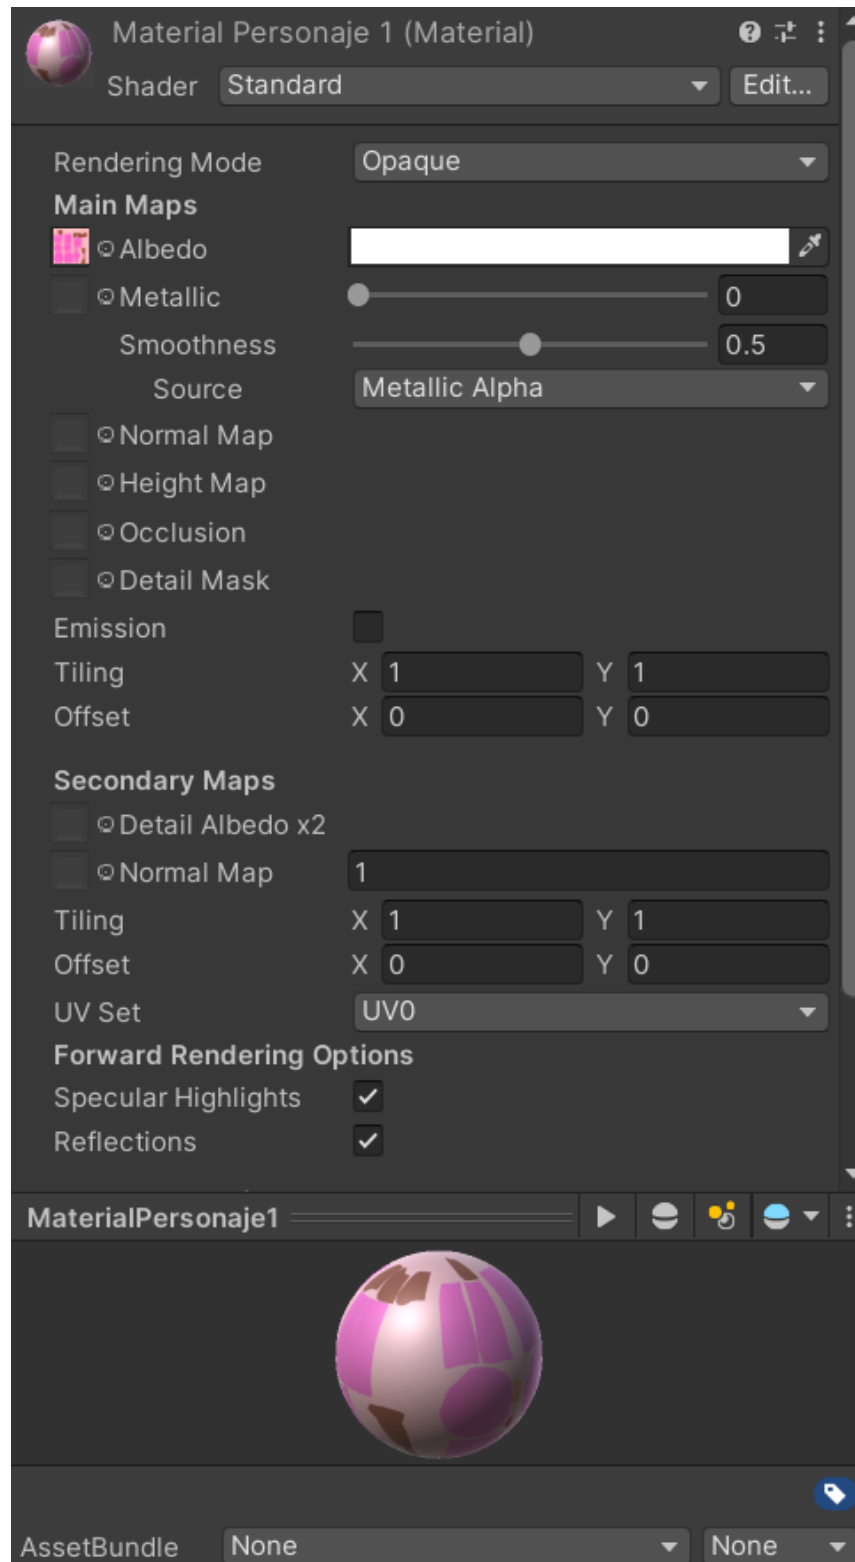 Material Personaje 1 (Material)
Shader Standard Edit...
Rendering Mode Opaque
Main Maps
Albedo
Metallic 0
Smoothness 0.5
Source Metallic Alpha
Normal Map
Height Map
Occlusion
Detail Mask
Emission
Tiling X 1 Y 1
Offset X 0 Y 0
Secondary Maps
Detail Albedo x2
Normal Map 1
Tiling X 1 Y 1
Offset X 0 Y 0
UV Set UV0
Forward Rendering Options
Specular Highlights
Reflections
MaterialPersonaje1
AssetBundle None None